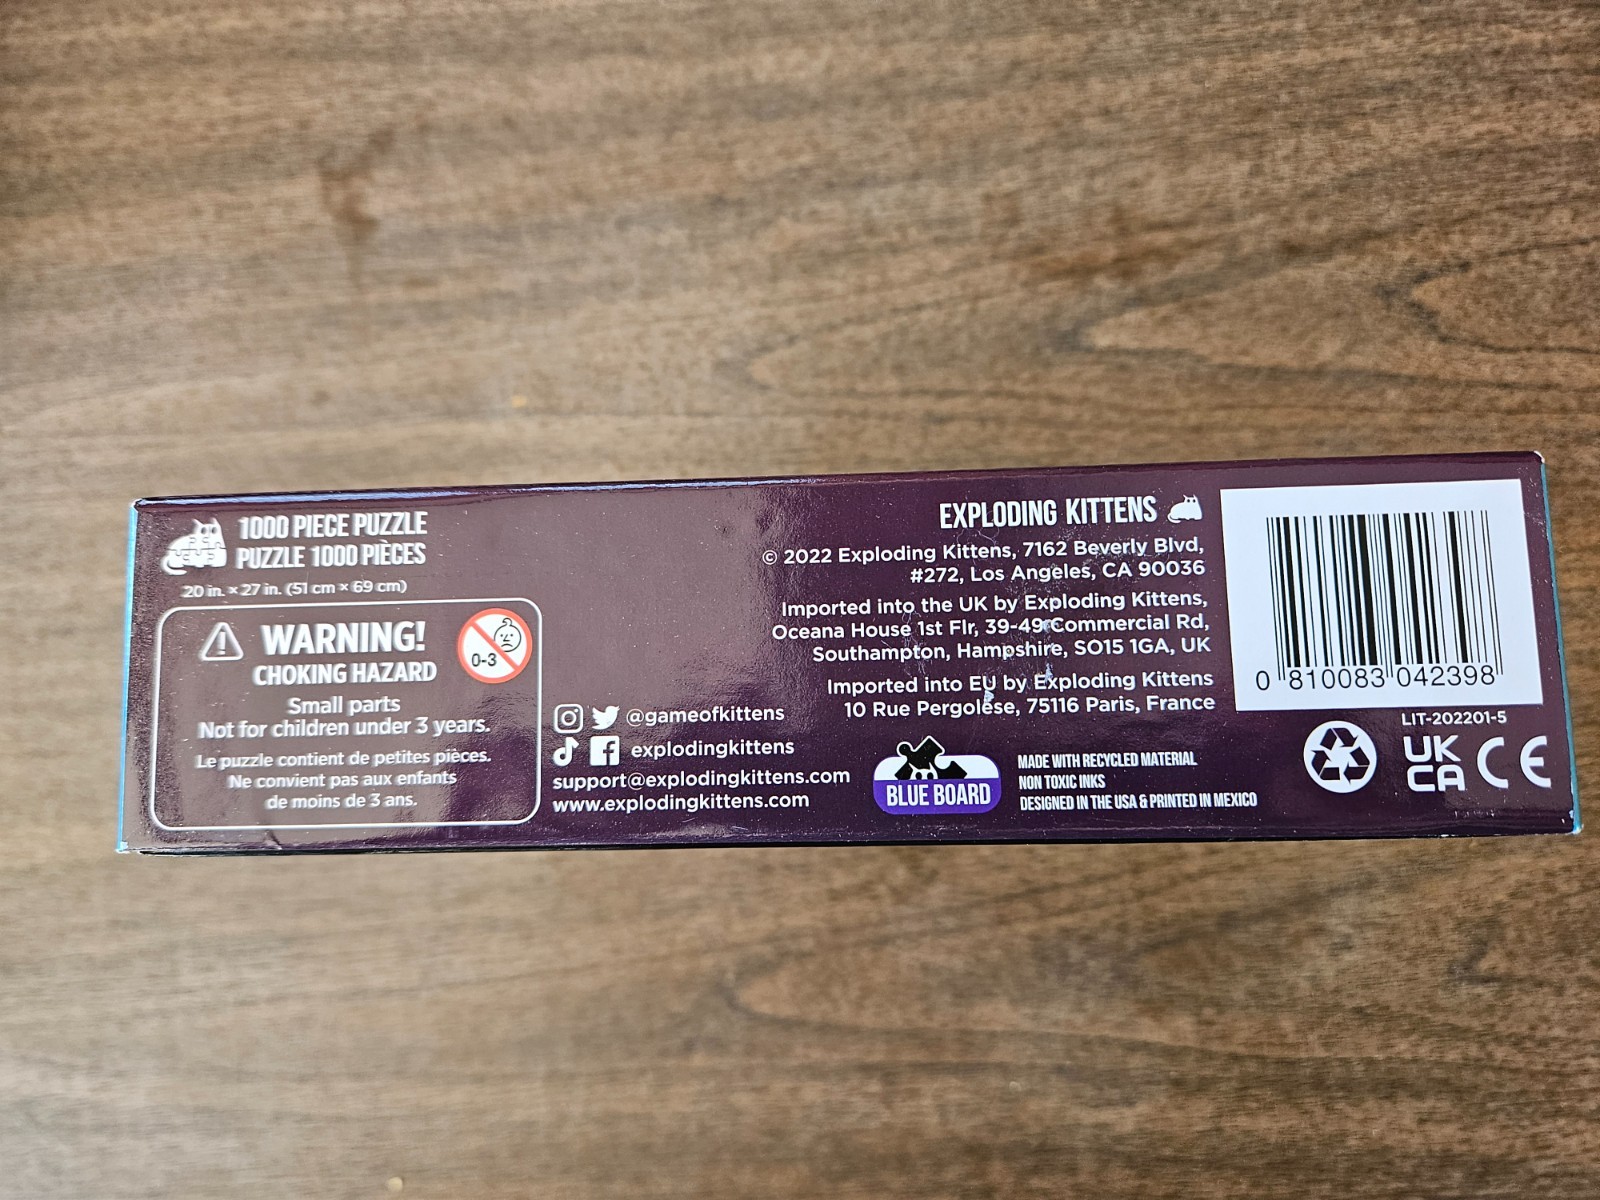 1000 PIECE PUZZLE
PUZZLE 1000 PIÈCES
20 in. × 27 in. (51 cm × 69 cm)
WARNING!
CHOKING HAZARD
0-3
Small parts
Not for children under 3 years.
Le puzzle contient de petites pièces.
Ne convient pas aux enfants
de moins de 3 ans.
@gameofkittens
explodingkittens
support@explodingkittens.com
www.explodingkittens.com
EXPLODING KITTENS
© 2022 Exploding Kittens, 7162 Beverly Blvd,
#272, Los Angeles, CA 90036
Imported into the UK by Exploding Kittens,
Oceana House 1st Flr, 39-49 Commercial Rd,
Southampton, Hampshire, SO15 1GA, UK
Imported into EU by Exploding Kittens
10 Rue Pergolèse, 75116 Paris, France
BLUE BOARD
MADE WITH RECYCLED MATERIAL
NON TOXIC INKS
DESIGNED IN THE USA & PRINTED IN MEXICO
0 810083 042398
LIT-202201-5
UK
CA
CE